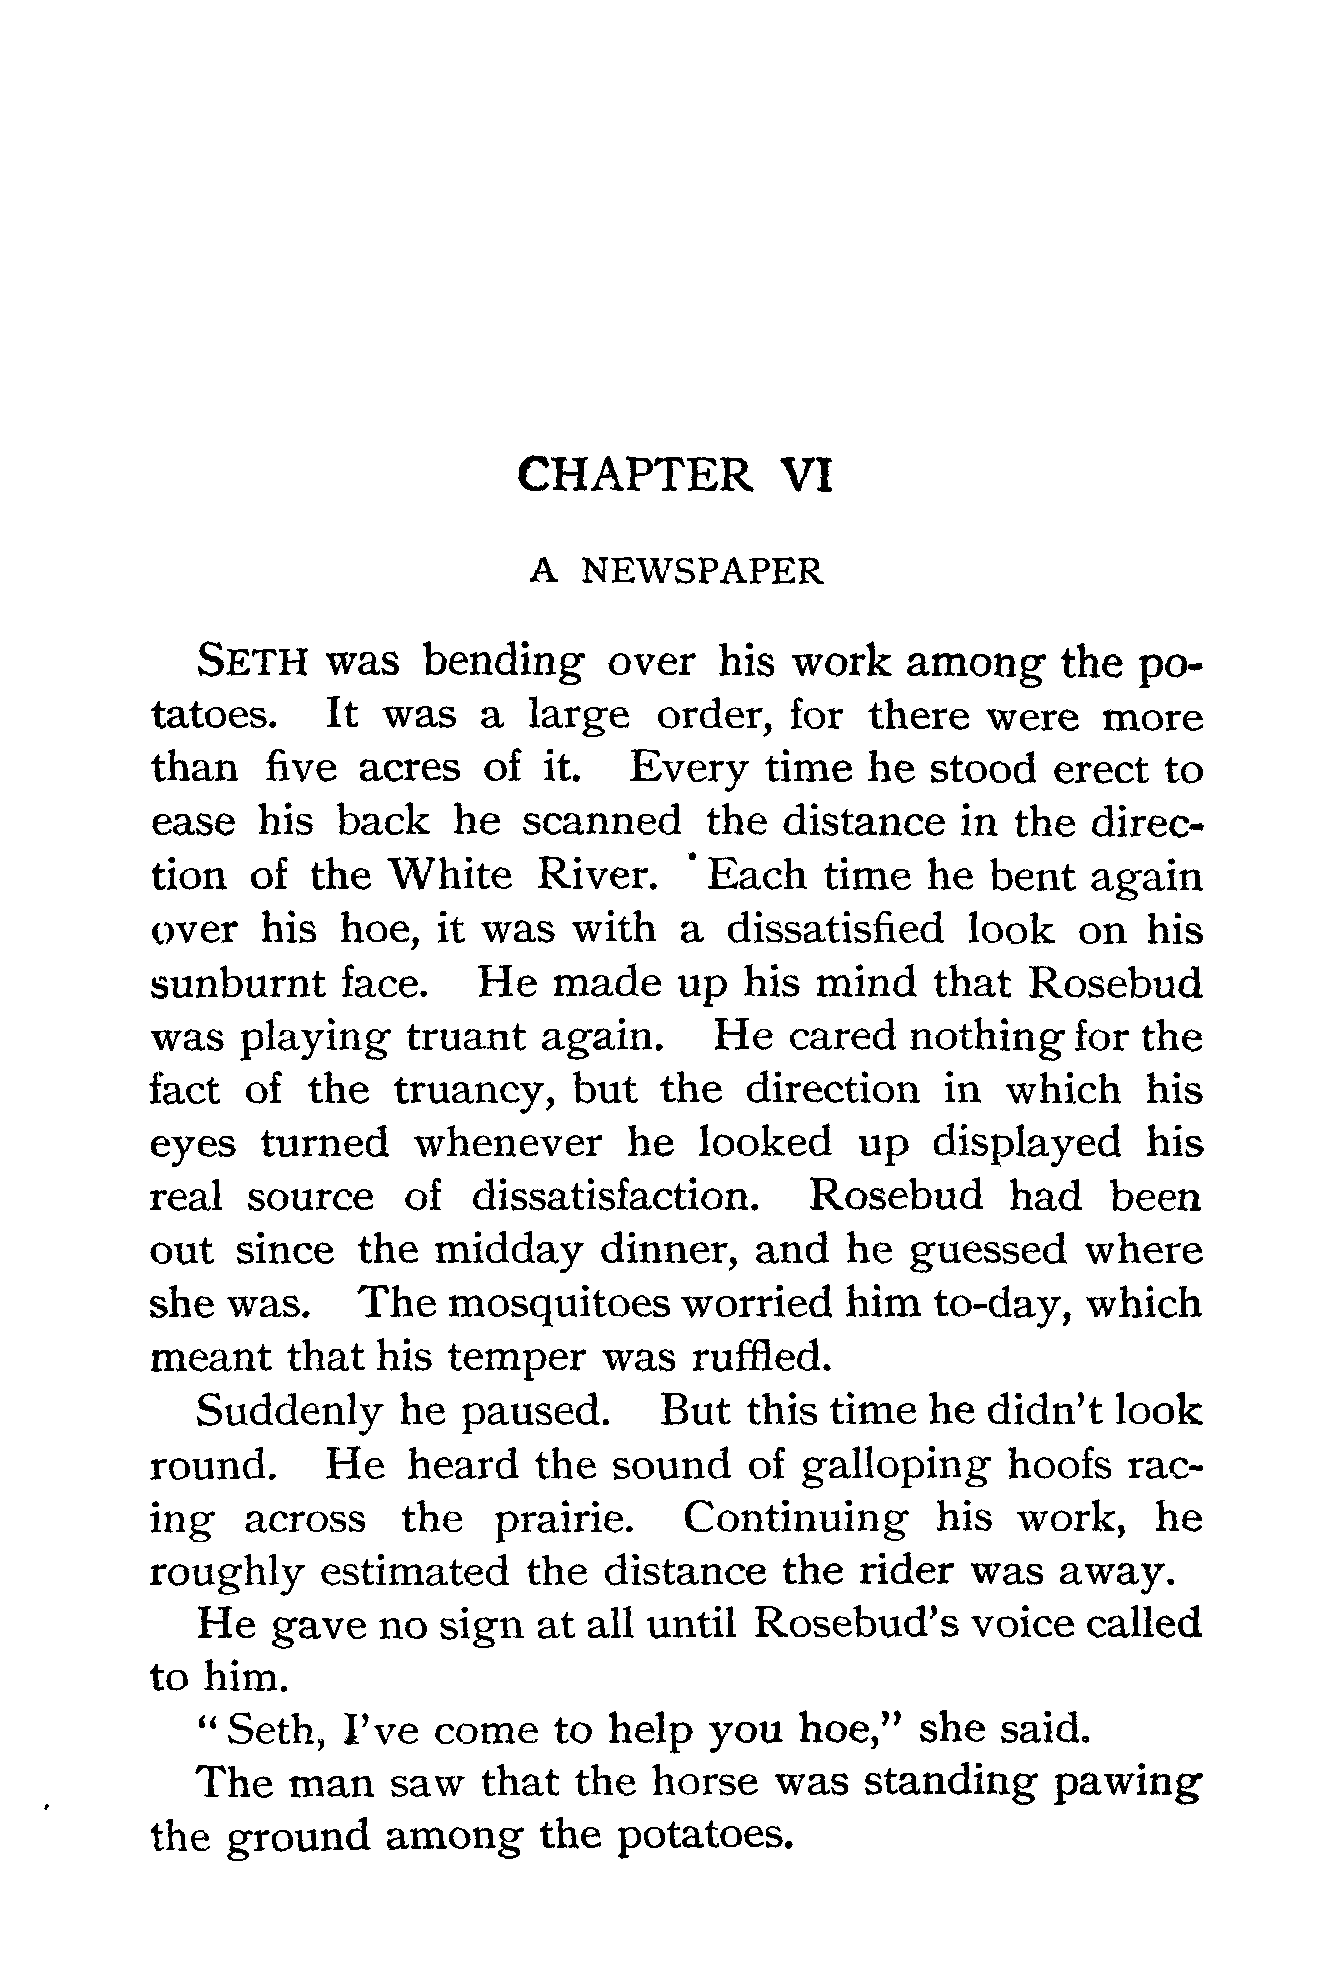 CHAPTER VI
A NEWSPAPER
SETH was bending over his work among the po-
tatoes. It was a large order, for there were more
than five acres of it. Every time he stood erect to
ease his back he scanned the distance in the direc-
tion of the White River. Each time he bent again
over his hoe, it was with a dissatisfied look on his
sunburnt face. He made up his mind that Rosebud
was playing truant again. He cared nothing for the
fact of the truancy, but the direction in which his
eyes turned whenever he looked up displayed his
real source of dissatisfaction. Rosebud had been
out since the midday dinner, and he guessed where
she was. The mosquitoes worried him to-day, which
meant that his temper was ruffled.
Suddenly he paused. But this time he didn't look
round. He heard the sound of galloping hoofs rac-
ing across the prairie. Continuing his work, he
roughly estimated the distance the rider was away.
He gave no sign at all until Rosebud's voice called
to him.
"Seth, I've come to help you hoe," she said.
The man saw that the horse was standing pawing
the ground among the potatoes.